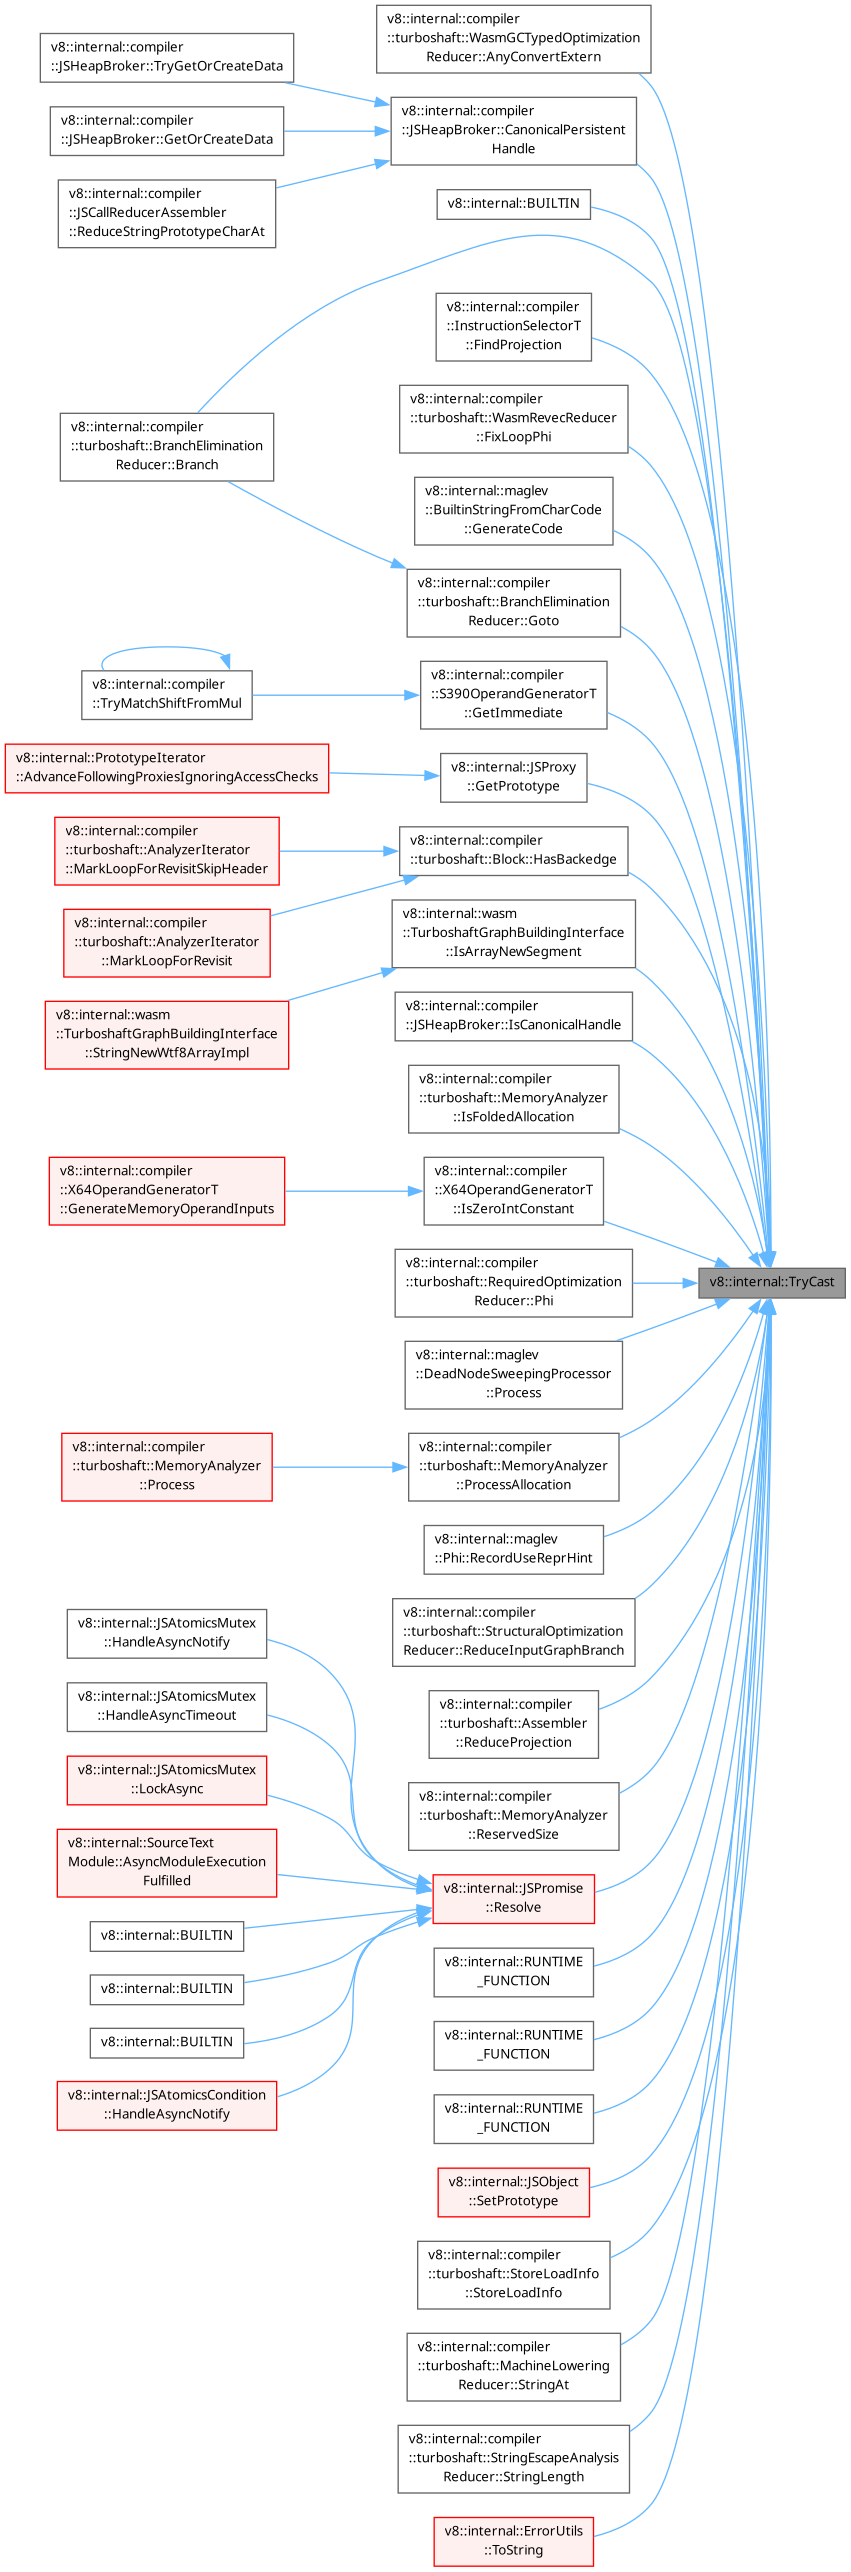 v8::internal::compiler
::turboshaft::WasmGCTypedOptimization
Reducer::AnyConvertExtern
v8::internal::compiler
::JSHeapBroker::TryGetOrCreateData
v8::internal::compiler
::JSHeapBroker::CanonicalPersistent
Handle
v8::internal::compiler
::JSHeapBroker::GetOrCreateData
v8::internal::compiler
::JSCallReducerAssembler
::ReduceStringPrototypeCharAt
v8::internal::BUILTIN
v8::internal::compiler
::InstructionSelectorT
::FindProjection
v8::internal::compiler
::turboshaft::WasmRevecReducer
::FixLoopPhi
v8::internal::compiler
::turboshaft::BranchElimination
Reducer::Branch
v8::internal::maglev
::BuiltinStringFromCharCode
::GenerateCode
v8::internal::compiler
::turboshaft::BranchElimination
Reducer::Goto
v8::internal::compiler
::TryMatchShiftFromMul
v8::internal::compiler
::S390OperandGeneratorT
::GetImmediate
v8::internal::PrototypeIterator
::AdvanceFollowingProxiesIgnoringAccessChecks
v8::internal::JSProxy
::GetPrototype
v8::internal::compiler
::turboshaft::AnalyzerIterator
::MarkLoopForRevisitSkipHeader
v8::internal::compiler
::turboshaft::Block::HasBackedge
v8::internal::compiler
::turboshaft::AnalyzerIterator
::MarkLoopForRevisit
v8::internal::wasm
::TurboshaftGraphBuildingInterface
::IsArrayNewSegment
v8::internal::wasm
::TurboshaftGraphBuildingInterface
::StringNewWtf8ArrayImpl
v8::internal::compiler
::JSHeapBroker::IsCanonicalHandle
v8::internal::compiler
::turboshaft::MemoryAnalyzer
::IsFoldedAllocation
v8::internal::compiler
::X64OperandGeneratorT
::GenerateMemoryOperandInputs
v8::internal::compiler
::X64OperandGeneratorT
::IsZeroIntConstant
v8::internal::TryCast
v8::internal::compiler
::turboshaft::RequiredOptimization
Reducer::Phi
v8::internal::maglev
::DeadNodeSweepingProcessor
::Process
v8::internal::compiler
::turboshaft::MemoryAnalyzer
::Process
v8::internal::compiler
::turboshaft::MemoryAnalyzer
::ProcessAllocation
v8::internal::maglev
::Phi::RecordUseReprHint
v8::internal::compiler
::turboshaft::StructuralOptimization
Reducer::ReduceInputGraphBranch
v8::internal::JSAtomicsMutex
::HandleAsyncNotify
v8::internal::JSAtomicsMutex
::HandleAsyncTimeout
v8::internal::compiler
::turboshaft::Assembler
::ReduceProjection
v8::internal::JSAtomicsMutex
::LockAsync
v8::internal::compiler
::turboshaft::MemoryAnalyzer
::ReservedSize
v8::internal::SourceText
Module::AsyncModuleExecution
Fulfilled
v8::internal::JSPromise
::Resolve
v8::internal::BUILTIN
v8::internal::BUILTIN
v8::internal::BUILTIN
v8::internal::JSAtomicsCondition
::HandleAsyncNotify
v8::internal::RUNTIME
_FUNCTION
v8::internal::RUNTIME
_FUNCTION
v8::internal::RUNTIME
_FUNCTION
v8::internal::JSObject
::SetPrototype
v8::internal::compiler
::turboshaft::StoreLoadInfo
::StoreLoadInfo
v8::internal::compiler
::turboshaft::MachineLowering
Reducer::StringAt
v8::internal::compiler
::turboshaft::StringEscapeAnalysis
Reducer::StringLength
v8::internal::ErrorUtils
::ToString